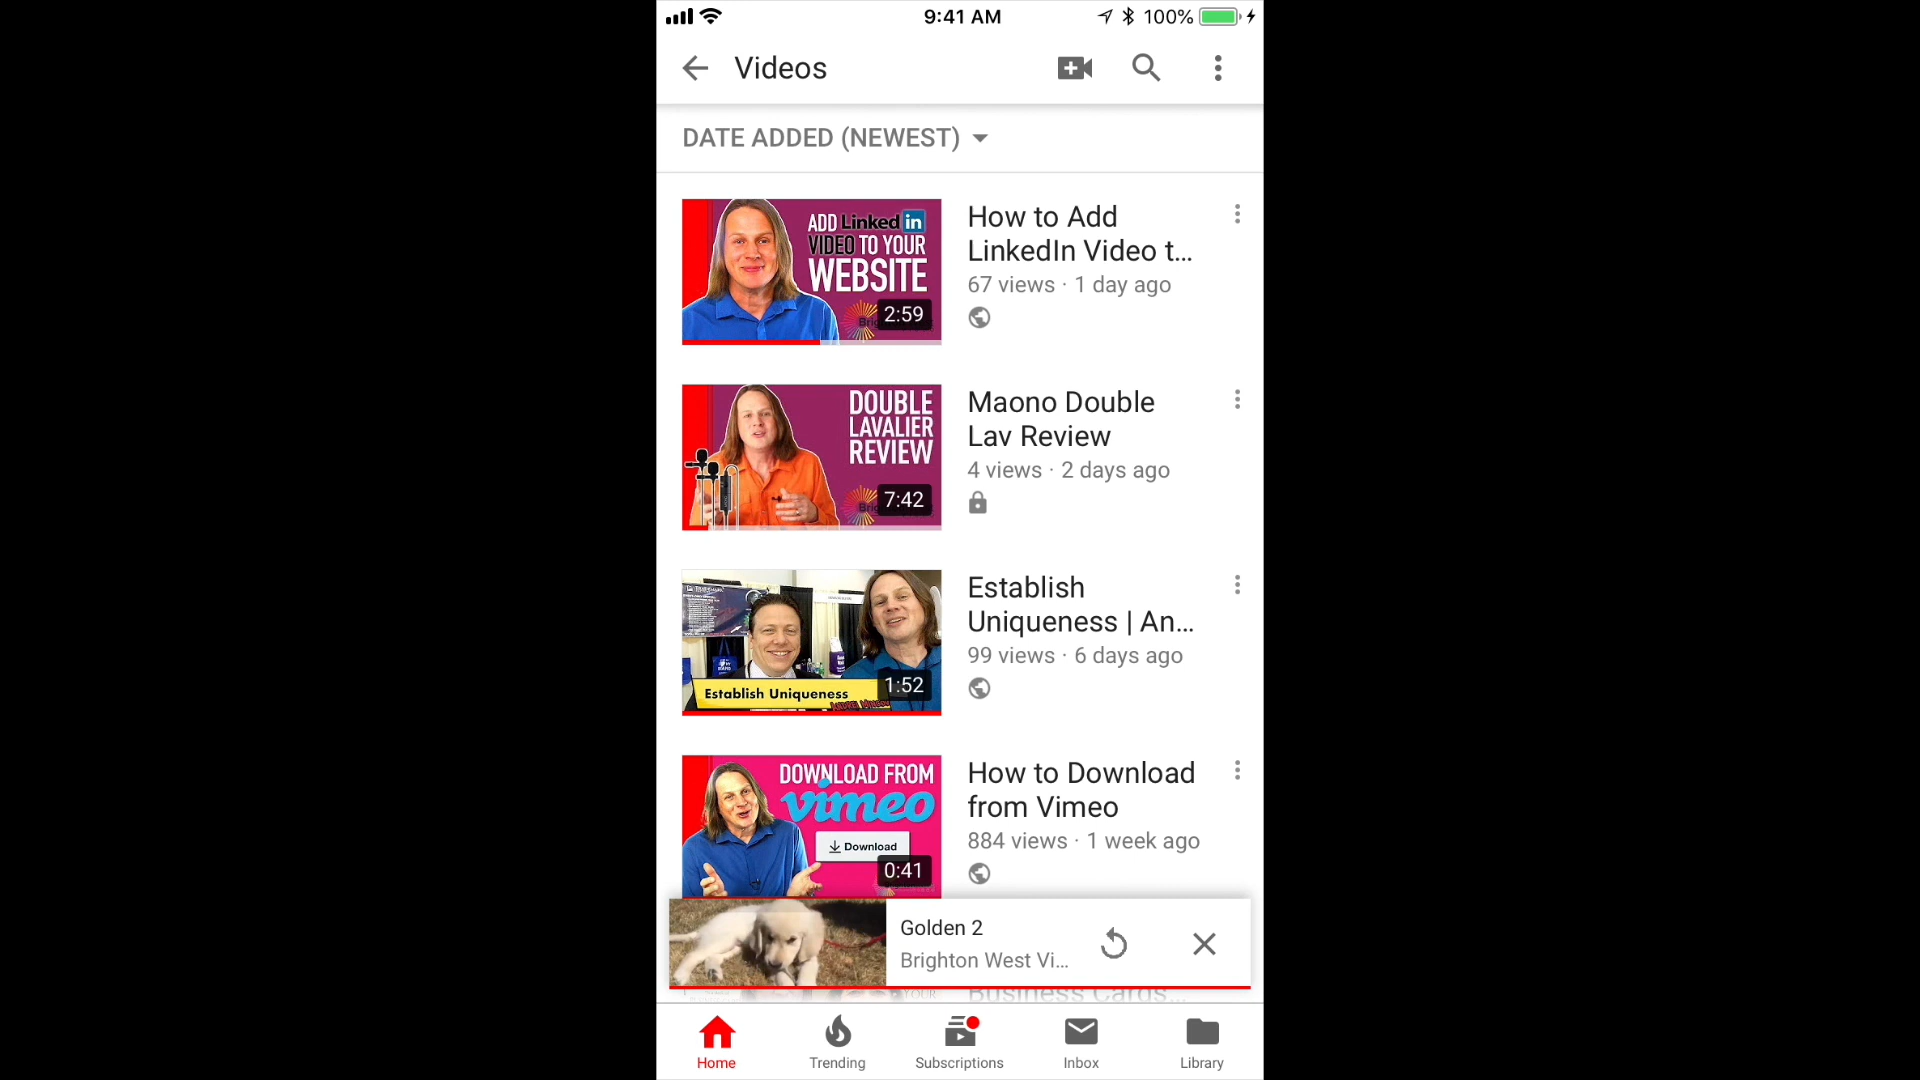 9:41 AM
100%
Videos
DATE ADDED (NEWEST)
ADD Linked in
VIDEO TO YOUR
WEBSITE
2:59
How to Add
LinkedIn Video t...
67 views · 1 day ago
DOUBLE
LAVALIER
REVIEW
7:42
Maono Double
Lav Review
4 views · 2 days ago
Establish Uniqueness
1:52
Establish
Uniqueness | An...
99 views · 6 days ago
DOWNLOAD FROM
vimeo
Download
0:41
How to Download
from Vimeo
884 views · 1 week ago
Golden 2
Brighton West Vi...
Business Cards...
Home
Trending
Subscriptions
Inbox
Library